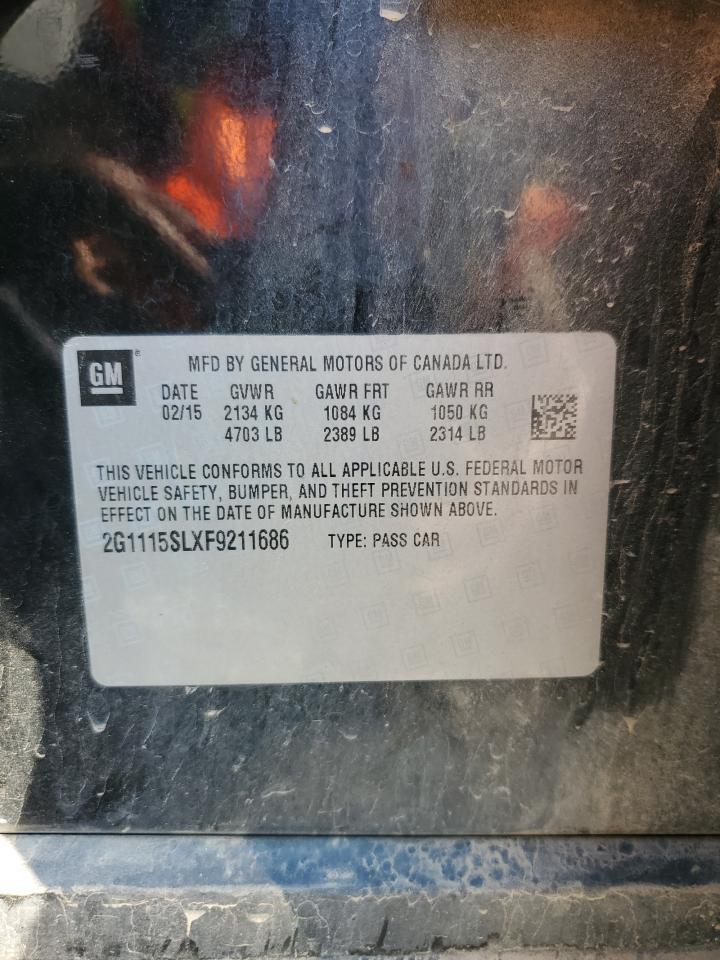 GM ®
MFD BY GENERAL MOTORS OF CANADA LTD.
DATE GVWR GAWR FRT GAWR RR
02/15 2134 KG 1084 KG 1050 KG
4703 LB 2389 LB 2314 LB
THIS VEHICLE CONFORMS TO ALL APPLICABLE U.S. FEDERAL MOTOR
VEHICLE SAFETY, BUMPER, AND THEFT PREVENTION STANDARDS IN
EFFECT ON THE DATE OF MANUFACTURE SHOWN ABOVE.
2G1115SLXF9211686 TYPE: PASS CAR